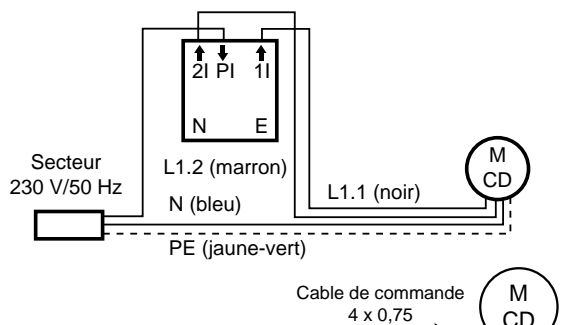 2I PI 1I
N E
Secteur
230 V/50 Hz
L1.2 (marron)
N (bleu)
L1.1 (noir)
PE (jaune-vert)
M
CD
Cable de commande
4 x 0,75
M
CD